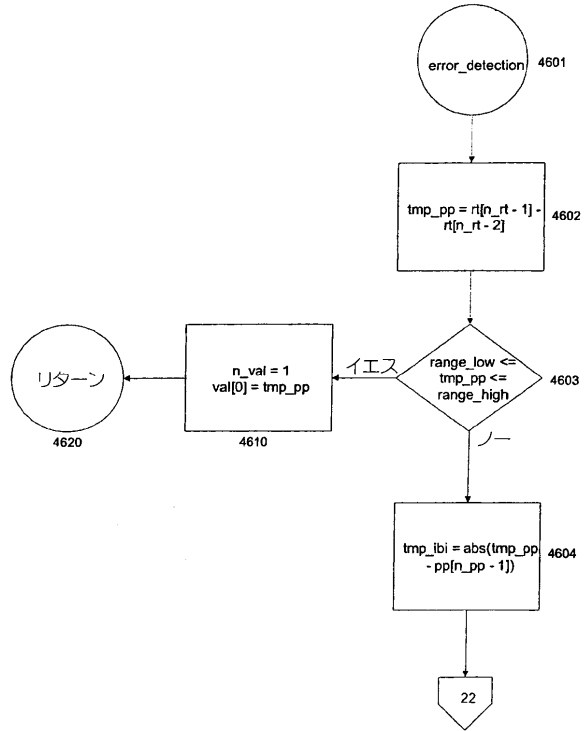 error_detection
4601
tmp_pp = rt[n_rt - 1] -
rt[n_rt - 2]
4602
range_low <=
tmp_pp <=
range_high
4603
イエス
n_val = 1
val[0] = tmp_pp
4610
リターン
4620
ノー
tmp_ibi = abs(tmp_pp
- pp[n_pp - 1])
4604
22